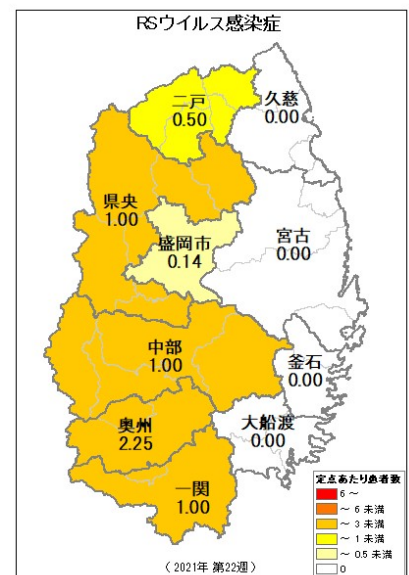 RSウイルス感染症
二戸
0.50
久慈
0.00
県央
1.00
盛岡市
0.14
宮古
0.00
中部
1.00
釜石
0.00
奥州
2.25
大船渡
0.00
一関
1.00
定点あたり患者数
6 ~
~ 6 未満
~ 3 未満
~ 1 未満
~ 0.5 未満
0
( 2021年 第22週 )